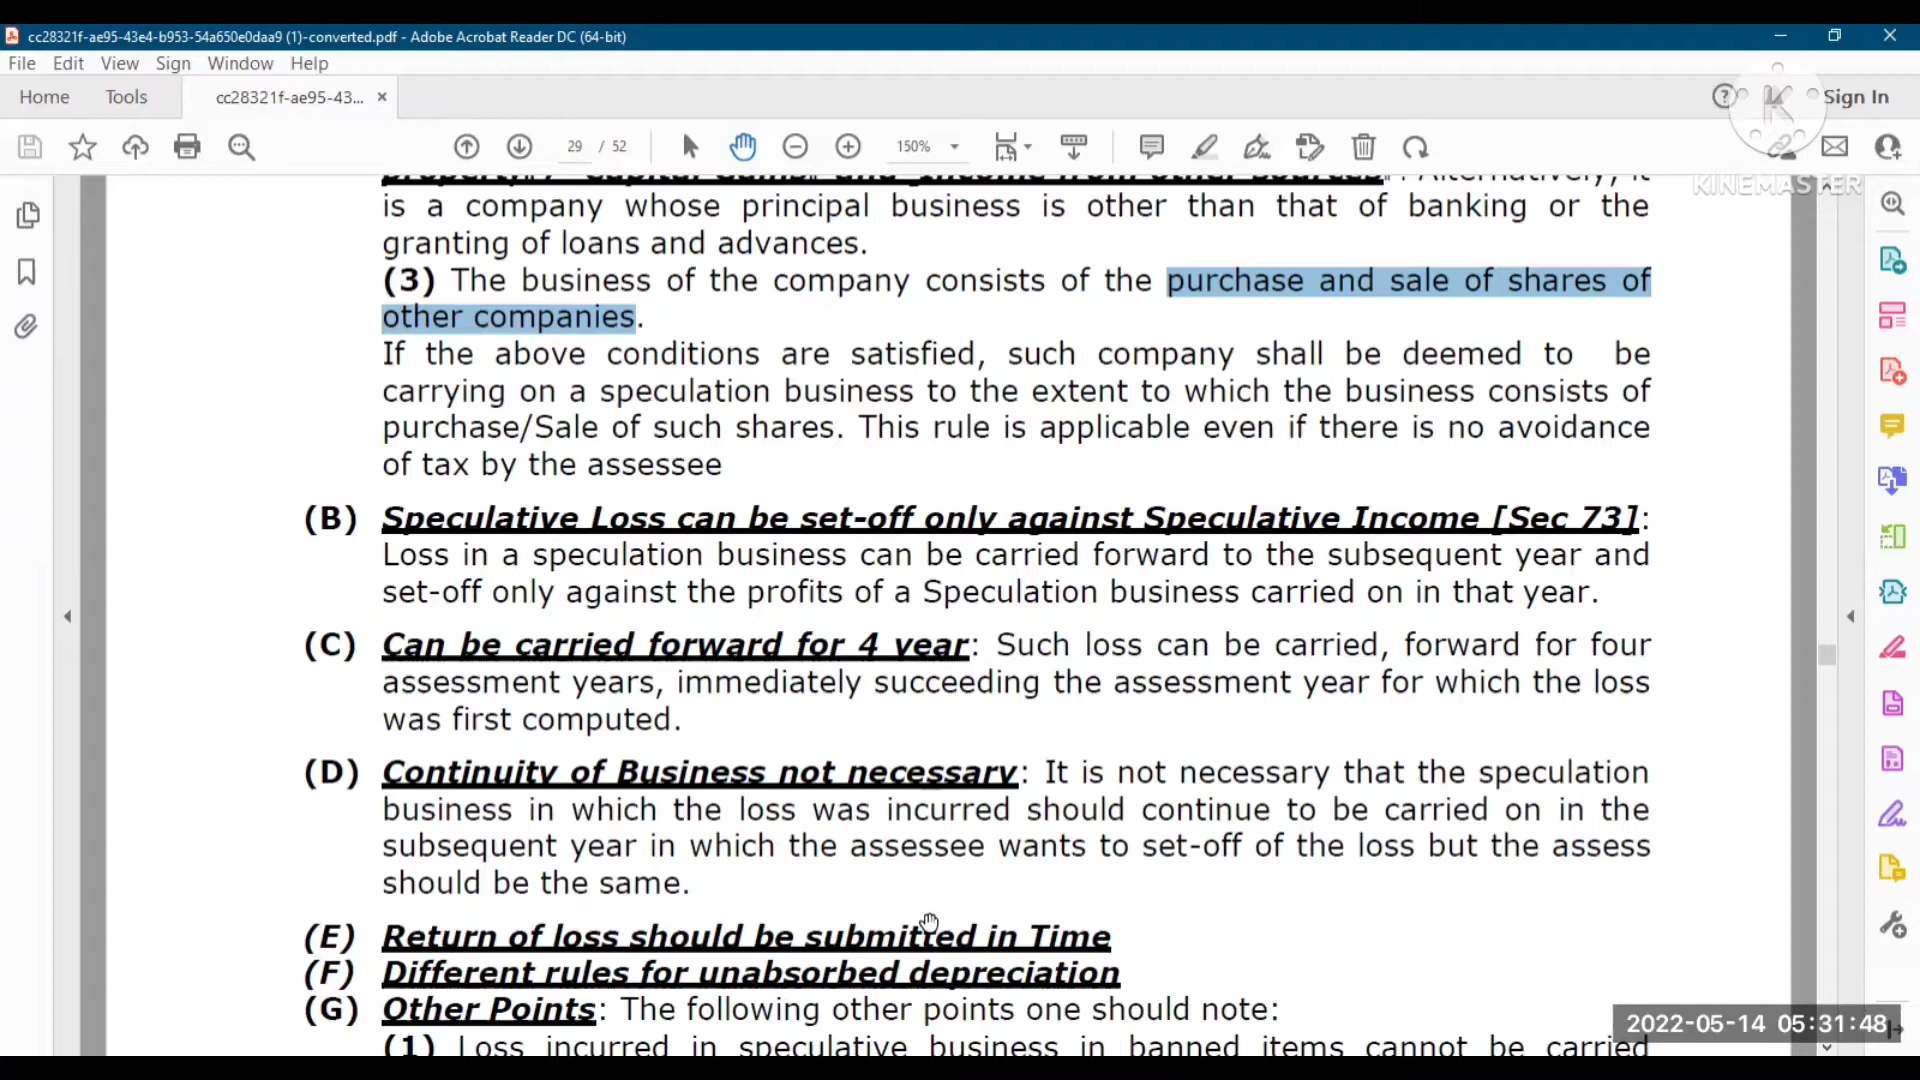 cc28321f-ae95-43e4-b953-54a650e0daa9 (1)-converted.pdf - Adobe Acrobat Reader DC (64-bit)
File Edit View Sign Window Help
Home Tools cc28321f-ae95-43... × Sign In
29 / 52 150%
KINEMASTER
property", "Capital Gains" and "Income from other sources". Alternatively, it
is a company whose principal business is other than that of banking or the
granting of loans and advances.
(3) The business of the company consists of the purchase and sale of shares of
other companies.
If the above conditions are satisfied, such company shall be deemed to be
carrying on a speculation business to the extent to which the business consists of
purchase/Sale of such shares. This rule is applicable even if there is no avoidance
of tax by the assessee
(B) Speculative Loss can be set-off only against Speculative Income [Sec 73]:
Loss in a speculation business can be carried forward to the subsequent year and
set-off only against the profits of a Speculation business carried on in that year.
(C) Can be carried forward for 4 year: Such loss can be carried, forward for four
assessment years, immediately succeeding the assessment year for which the loss
was first computed.
(D) Continuity of Business not necessary: It is not necessary that the speculation
business in which the loss was incurred should continue to be carried on in the
subsequent year in which the assessee wants to set-off of the loss but the assess
should be the same.
(E) Return of loss should be submitted in Time
(F) Different rules for unabsorbed depreciation
(G) Other Points: The following other points one should note:
(1) Loss incurred in speculative business in banned items cannot be carried
2022-05-14 05:31:48